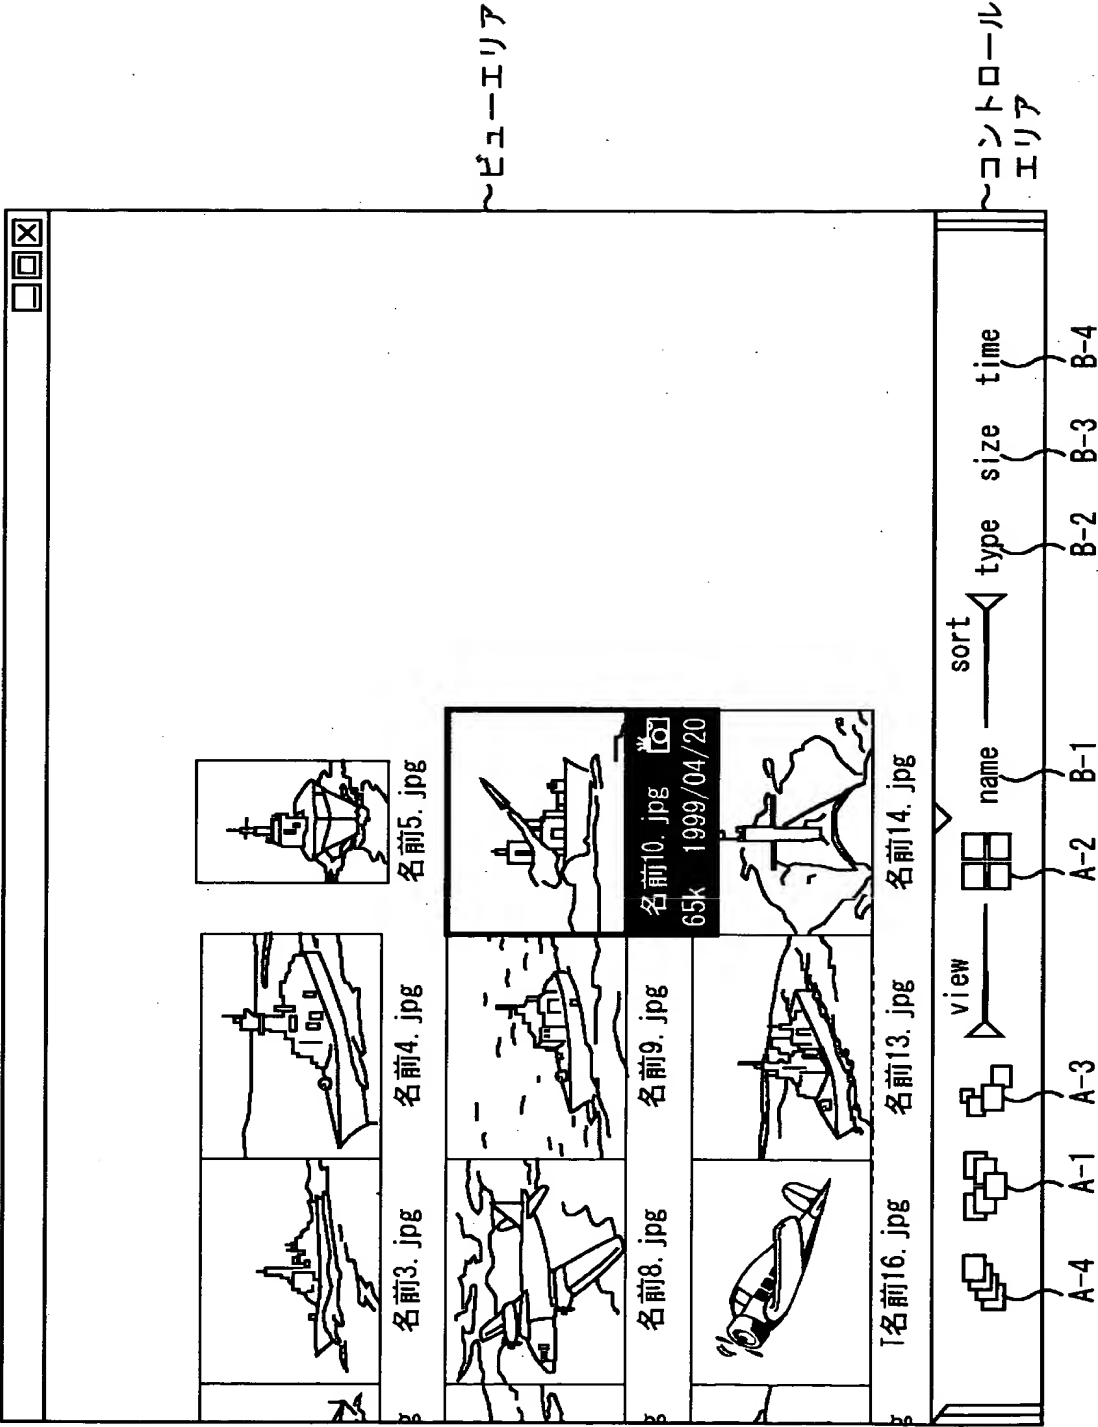 g 名前3. jpg 名前4. jpg 名前5. jpg
ビューエリア
g 名前8. jpg 名前9. jpg 名前10. jpg
65k 1999/04/20
g T名前16. jpg 名前13. jpg 名前14. jpg
view sort
name type size time
コントロール
エリア
A-4 A-1 A-3 A-2 B-1 B-2 B-3 B-4